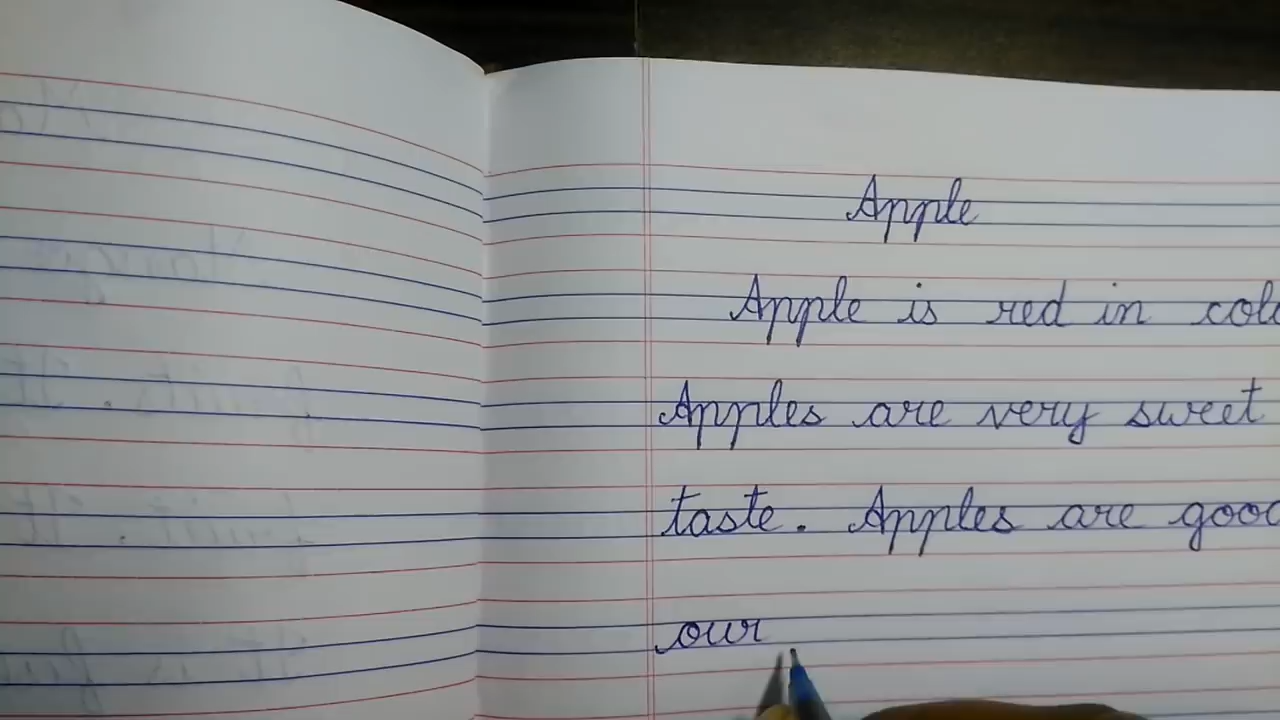 Apple
Apple is red in colo
Apples are very sweet
taste. Apples are good
our